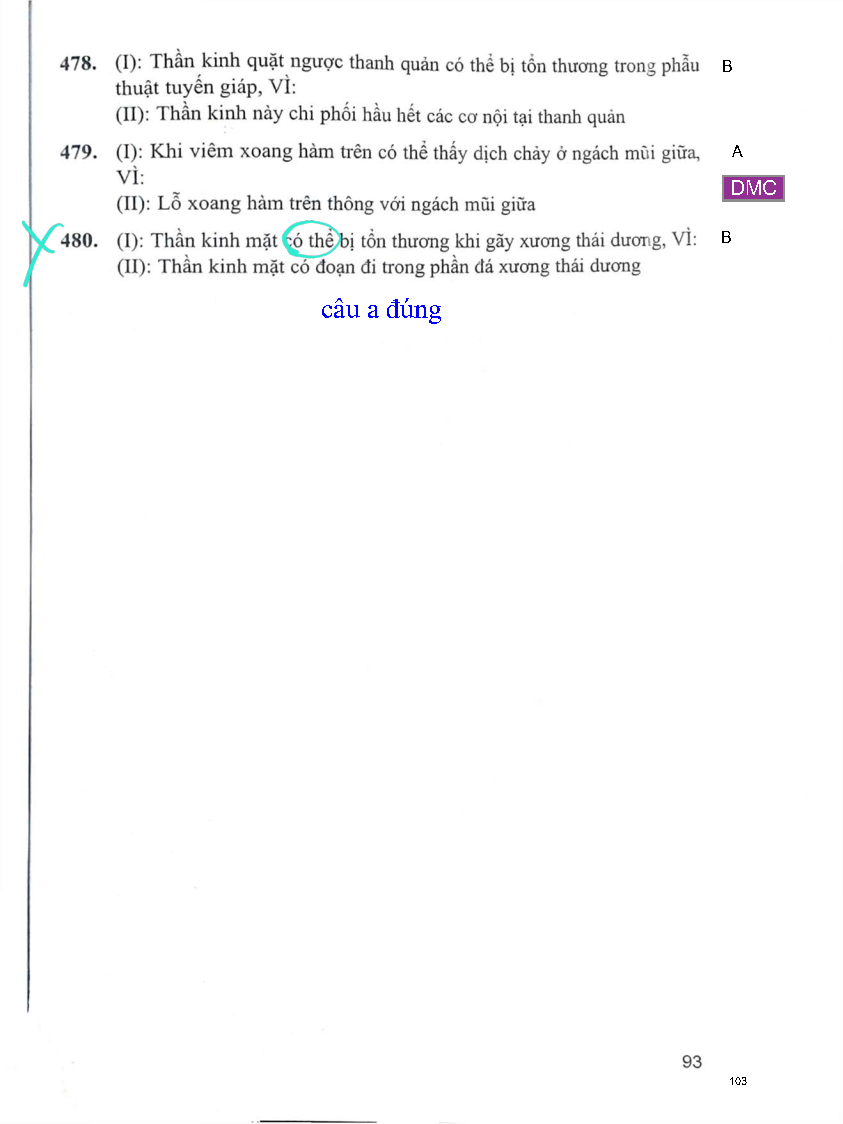 478. (I): Thần kinh quặt ngược thanh quản có thể bị tổn thương trong phẫu B
thuật tuyến giáp, VÌ:
(II): Thần kinh này chi phối hầu hết các cơ nội tại thanh quản
479. (I): Khi viêm xoang hàm trên có thể thấy dịch chảy ở ngách mũi giữa, A
VÌ:
DMC
(II): Lỗ xoang hàm trên thông với ngách mũi giữa
480. (I): Thần kinh mặt có thể bị tổn thương khi gãy xương thái dương, VÌ: B
(II): Thần kinh mặt có đoạn đi trong phần đá xương thái dương
câu a đúng
93
103